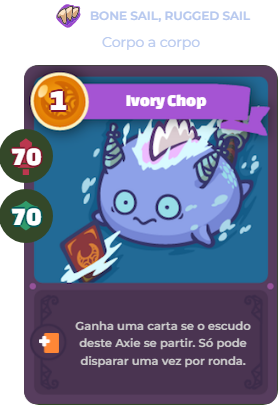 BONE SAIL, RUGGED SAIL
Corpo a corpo
1
Ivory Chop
70
70
Ganha uma carta se o escudo
deste Axie se partir. Só pode
disparar uma vez por ronda.